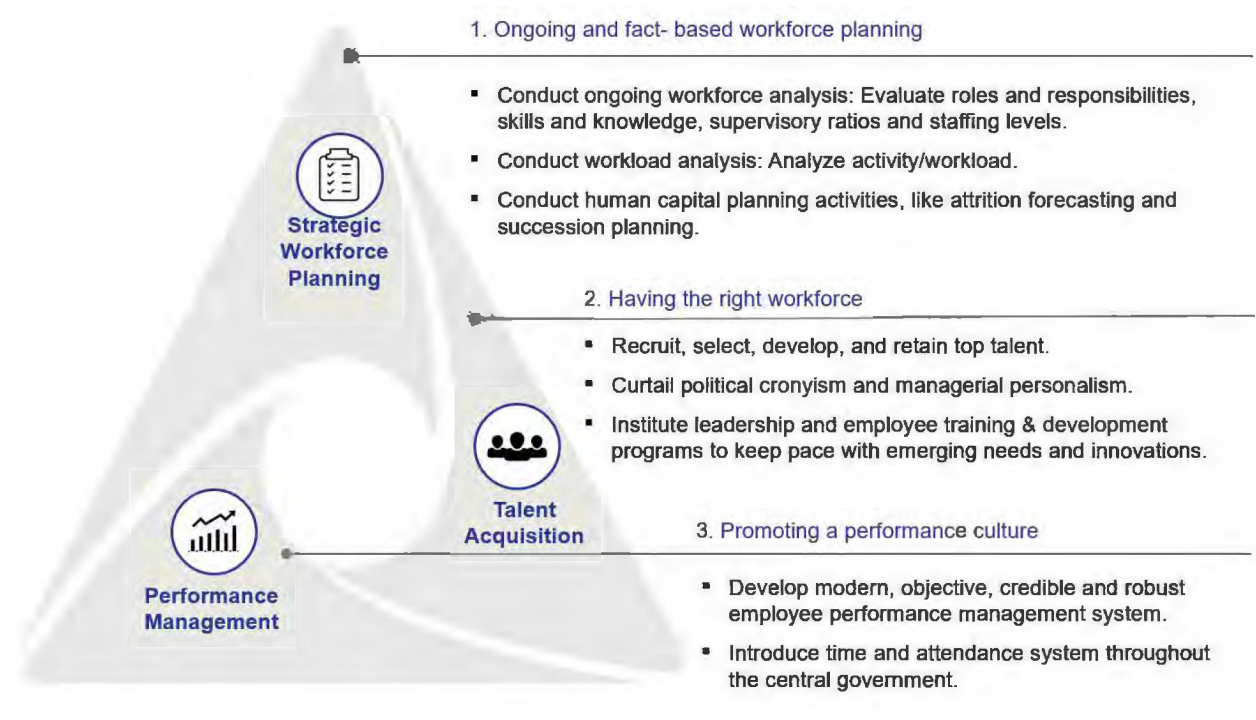 1. Ongoing and fact- based workforce planning
▪ Conduct ongoing workforce analysis: Evaluate roles and responsibilities,
skills and knowledge, supervisory ratios and staffing levels.
▪ Conduct workload analysis: Analyze activity/workload.
▪ Conduct human capital planning activities, like attrition forecasting and
succession planning.
Strategic
Workforce
Planning
2. Having the right workforce
▪ Recruit, select, develop, and retain top talent.
▪ Curtail political cronyism and managerial personalism.
▪ Institute leadership and employee training & development
programs to keep pace with emerging needs and innovations.
Talent
Acquisition
3. Promoting a performance culture
▪ Develop modern, objective, credible and robust
employee performance management system.
▪ Introduce time and attendance system throughout
the central government.
Performance
Management